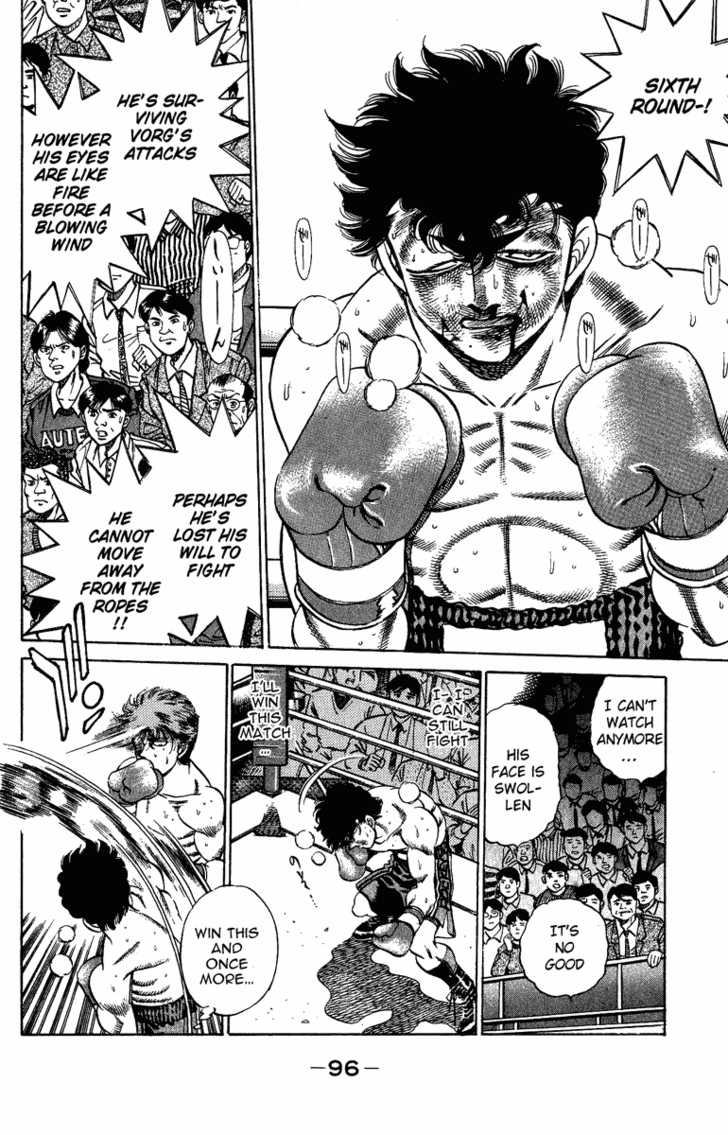 SIXTH
ROUND-!
HE'S SUR-
VIVING
VORG'S
ATTACKS
HOWEVER
HIS EYES
ARE LIKE
FIRE
BEFORE A
BLOWING
WIND
AUTE
PERHAPS
HE'S
LOST HIS
WILL TO
FIGHT
HE
CANNOT
MOVE
AWAY
FROM THE
ROPES
!!
I CAN'T
WATCH
ANYMORE
...
HIS
FACE IS
SWOL-
LEN
IT'S
NO
GOOD
I- I
CAN
STILL
FIGHT
I'LL
WIN
THIS
MATCH
...
WIN THIS
AND
ONCE
MORE...
-96-